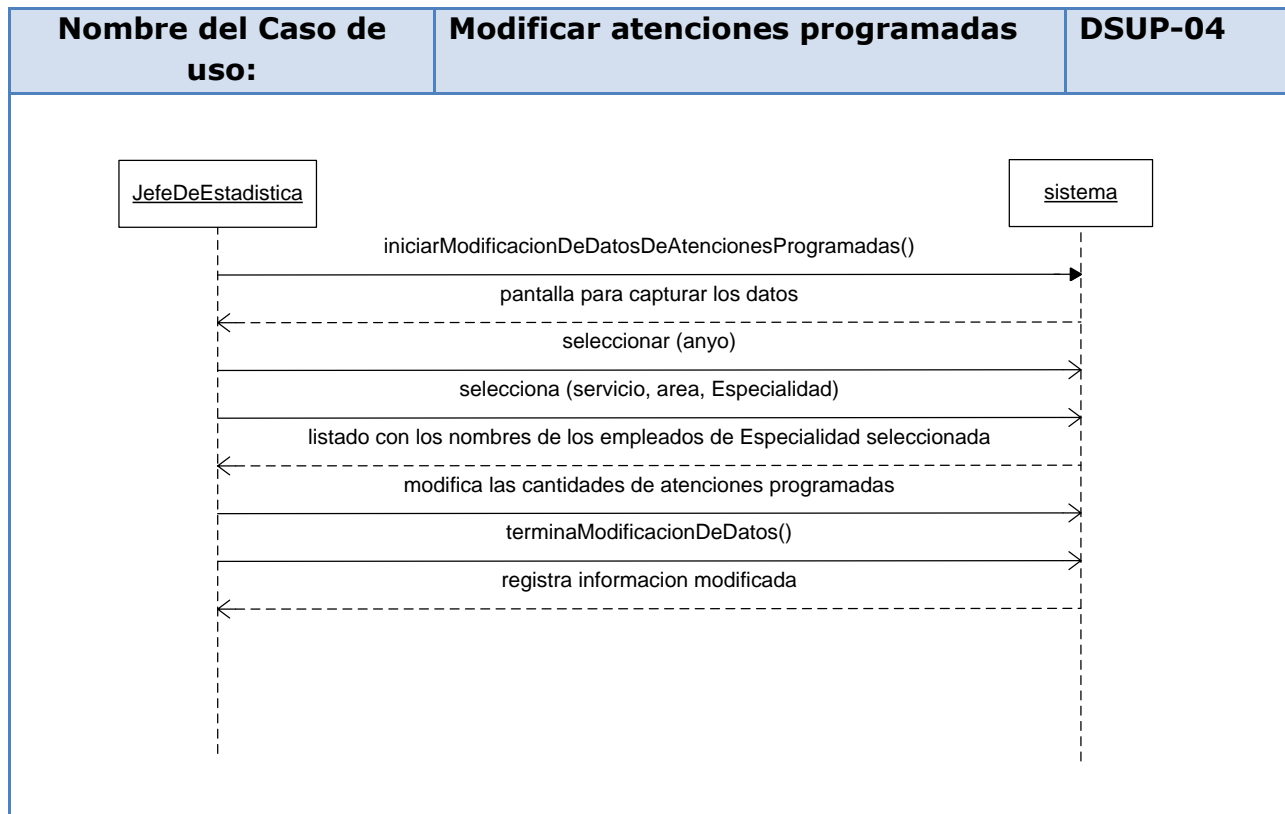 Nombre del Caso de
uso:
Modificar atenciones programadas
DSUP-04
JefeDeEstadistica
sistema
iniciarModificacionDeDatosDeAtencionesProgramadas()
pantalla para capturar los datos
seleccionar (anyo)
selecciona (servicio, area, Especialidad)
listado con los nombres de los empleados de Especialidad seleccionada
modifica las cantidades de atenciones programadas
terminaModificacionDeDatos()
registra informacion modificada